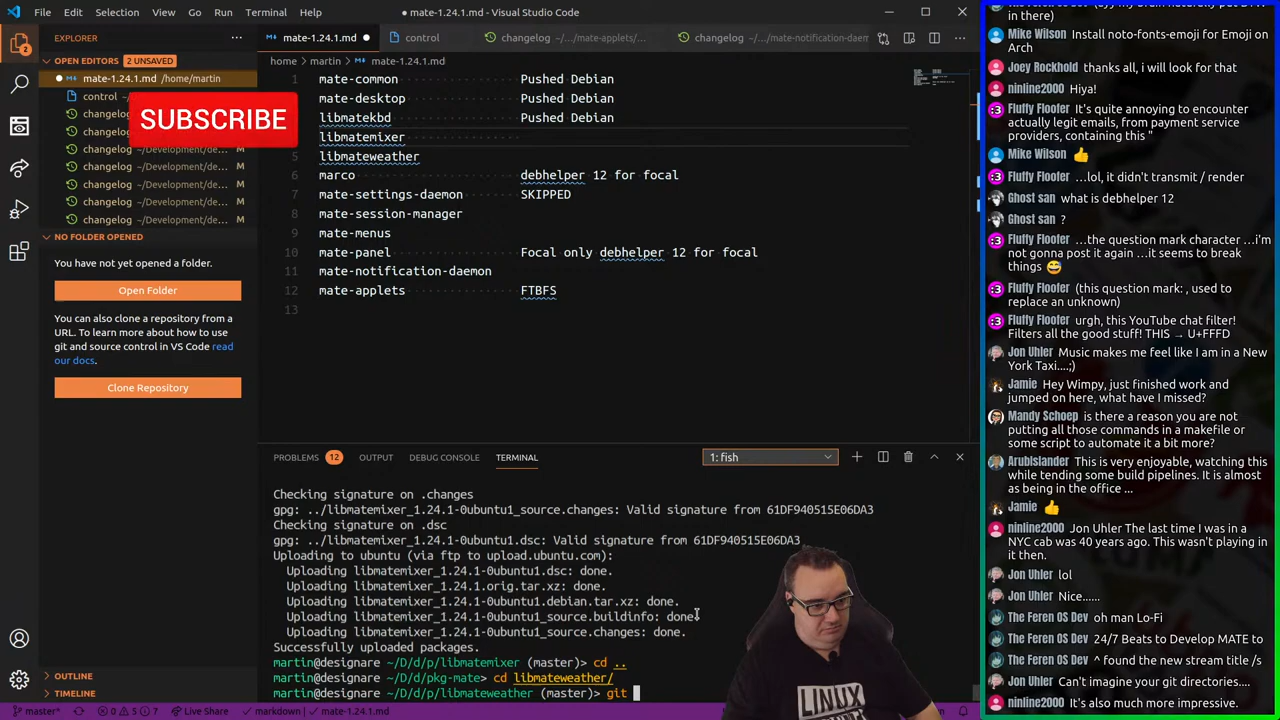 File Edit Selection View Go Run Terminal Help
● mate-1.24.1.md - Visual Studio Code
EXPLORER
OPEN EDITORS 2 UNSAVED
mate-1.24.1.md /home/martin
control
changelog
changelog
changelog ~/Development/de... M
changelog ~/Development/de... M
changelog ~/Development/de... M
changelog ~/Development/de... M
changelog ~/Development/de... M
SUBSCRIBE
NO FOLDER OPENED
You have not yet opened a folder.
Open Folder
You can also clone a repository from a
URL. To learn more about how to use
git and source control in VS Code read
our docs.
Clone Repository
OUTLINE
TIMELINE
mate-1.24.1.md ● control changelog ~/.../mate-applets/... changelog ~/.../mate-notification-daem
home > martin > mate-1.24.1.md
1 mate-common Pushed Debian
mate-desktop Pushed Debian
libmatekbd Pushed Debian
libmatemixer
5 libmateweather
6 marco debhelper 12 for focal
7 mate-settings-daemon SKIPPED
8 mate-session-manager
9 mate-menus
10 mate-panel Focal only debhelper 12 for focal
11 mate-notification-daemon
12 mate-applets FTBFS
13
PROBLEMS 12 OUTPUT DEBUG CONSOLE TERMINAL 1: fish
Checking signature on .changes
gpg: ../libmatemixer_1.24.1-0ubuntu1_source.changes: Valid signature from 61DF940515E06DA3
Checking signature on .dsc
gpg: ../libmatemixer_1.24.1-0ubuntu1.dsc: Valid signature from 61DF940515E06DA3
Uploading to ubuntu (via ftp to upload.ubuntu.com):
Uploading libmatemixer_1.24.1-0ubuntu1.dsc: done.
Uploading libmatemixer_1.24.1.orig.tar.xz: done.
Uploading libmatemixer_1.24.1-0ubuntu1.debian.tar.xz: done.
Uploading libmatemixer_1.24.1-0ubuntu1_source.buildinfo: done.
Uploading libmatemixer_1.24.1-0ubuntu1_source.changes: done.
Successfully uploaded packages.
martin@designare ~/D/d/p/libmatemixer (master)> cd ..
martin@designare ~/D/d/pkg-mate> cd libmateweather/
martin@designare ~/D/d/p/libmateweather (master)> git
master* 0 5 7 Live Share markdown mate-1.24.1.md
LINUX
in there)
Mike Wilson Install noto-fonts-emoji for Emoji on
Arch
Joey Rockhold thanks all, i will look for that
ninline2000 Hiya!
Fluffy Floofer It's quite annoying to encounter
actually legit emails, from payment service
providers, containing this "
Mike Wilson 👍
Fluffy Floofer …lol, it didn't transmit / render
Ghost san what is debhelper 12
Ghost san ?
Fluffy Floofer …the question mark character …i'm
not gonna post it again …it seems to break
things 😅
Fluffy Floofer (this question mark: , used to
replace an unknown)
Fluffy Floofer urgh, this YouTube chat filter!
Filters all the good stuff! THIS → U+FFFD
Jon Uhler Music makes me feel like I am in a New
York Taxi....;)
Jamie Hey Wimpy, just finished work and
jumped on here, what have I missed?
Mandy Schoep is there a reason you are not
putting all those commands in a makefile or
some script to automate it a bit more?
ArubIslander This is very enjoyable, watching this
while tending some build pipelines. It is almost
as being in the office ...
Jamie 👍
ninline2000 Jon Uhler The last time I was in a
NYC cab was 40 years ago. This wasn't playing in
it then.
Jon Uhler lol
Jon Uhler Nice......
The Feren OS Dev oh man Lo-Fi
The Feren OS Dev 24/7 Beats to Develop MATE to
The Feren OS Dev ^ found the new stream title /s
Jon Uhler Can't imagine your git directories....
ninline2000 It's also much more impressive.